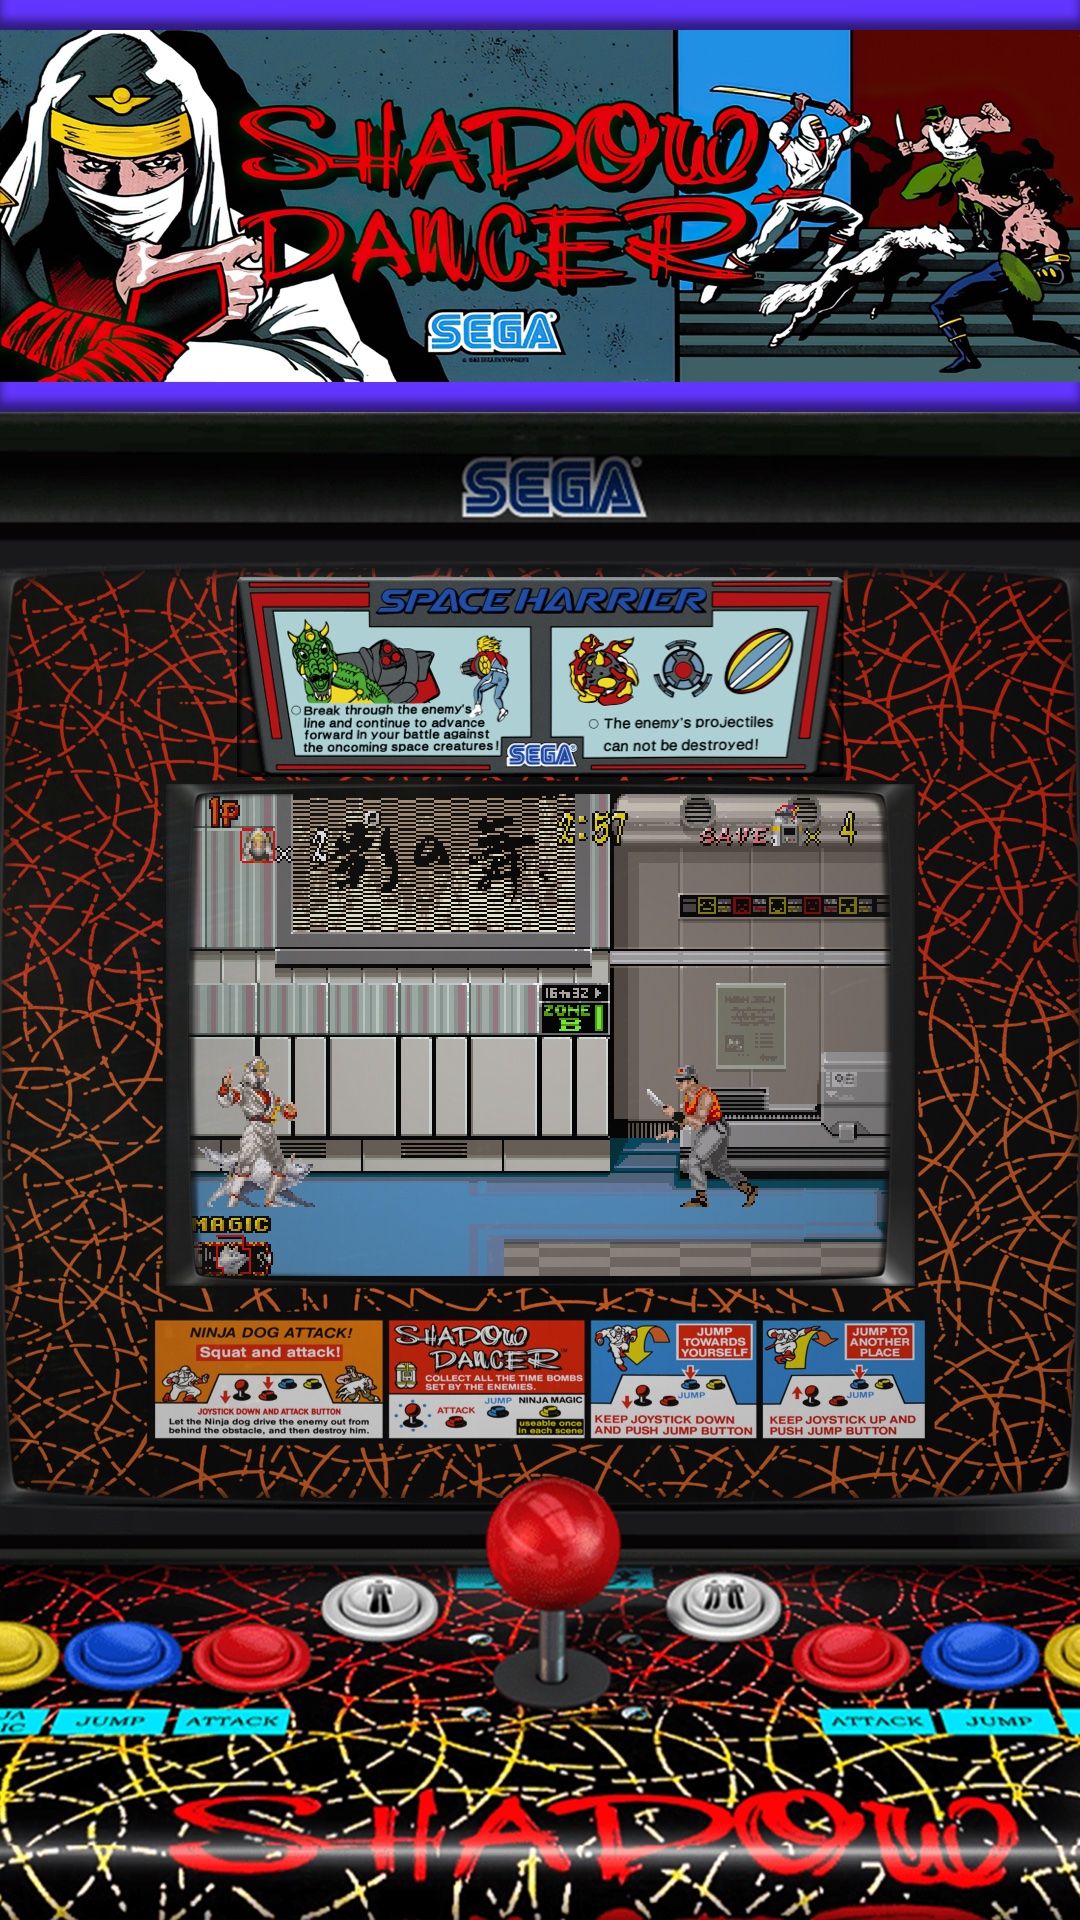 SHADOW
DANCER
SEGA
SEGA
SPACE HARRIER
Break through the enemy's
line and continue to advance
forward in your battle against
the oncoming space creatures!
The enemy's projectiles
can not be destroyed!
SEGA
1P
x 2
0
2:57
SAVE x 4
の
ZONE
MAGIC
NINJA DOG ATTACK!
Squat and attack!
JOYSTICK DOWN AND ATTACK BUTTON
Let the Ninja dog drive the enemy out from
behind the obstacle, and then destroy him.
SHADOW
DANCER
COLLECT ALL THE TIME BOMBS
SET BY THE ENEMIES.
ATTACK
JUMP
NINJA MAGIC
useable once
in each scene
JUMP
TOWARDS
YOURSELF
JUMP
KEEP JOYSTICK DOWN
AND PUSH JUMP BUTTON
JUMP TO
ANOTHER
PLACE
JUMP
KEEP JOYSTICK UP AND
PUSH JUMP BUTTON
JUMP
ATTACK
ATTACK
JUMP
SHADOW